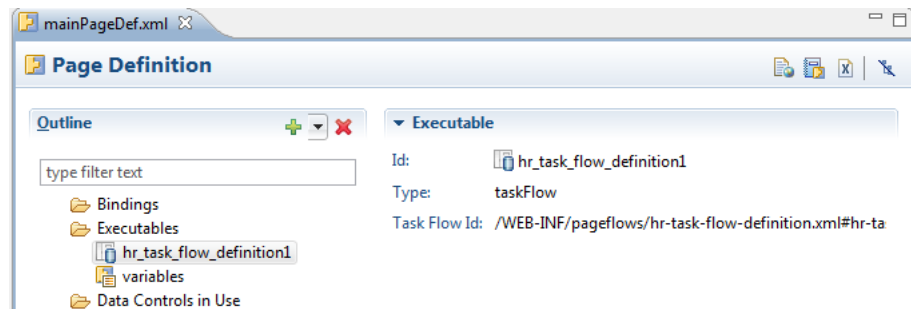 mainPageDef.xml
Page Definition
Outline
type filter text
Bindings
Executables
hr_task_flow_definition1
variables
Data Controls in Use
Executable
Id: hr_task_flow_definition1
Type: taskFlow
Task Flow Id: /WEB-INF/pageflows/hr-task-flow-definition.xml#hr-ta